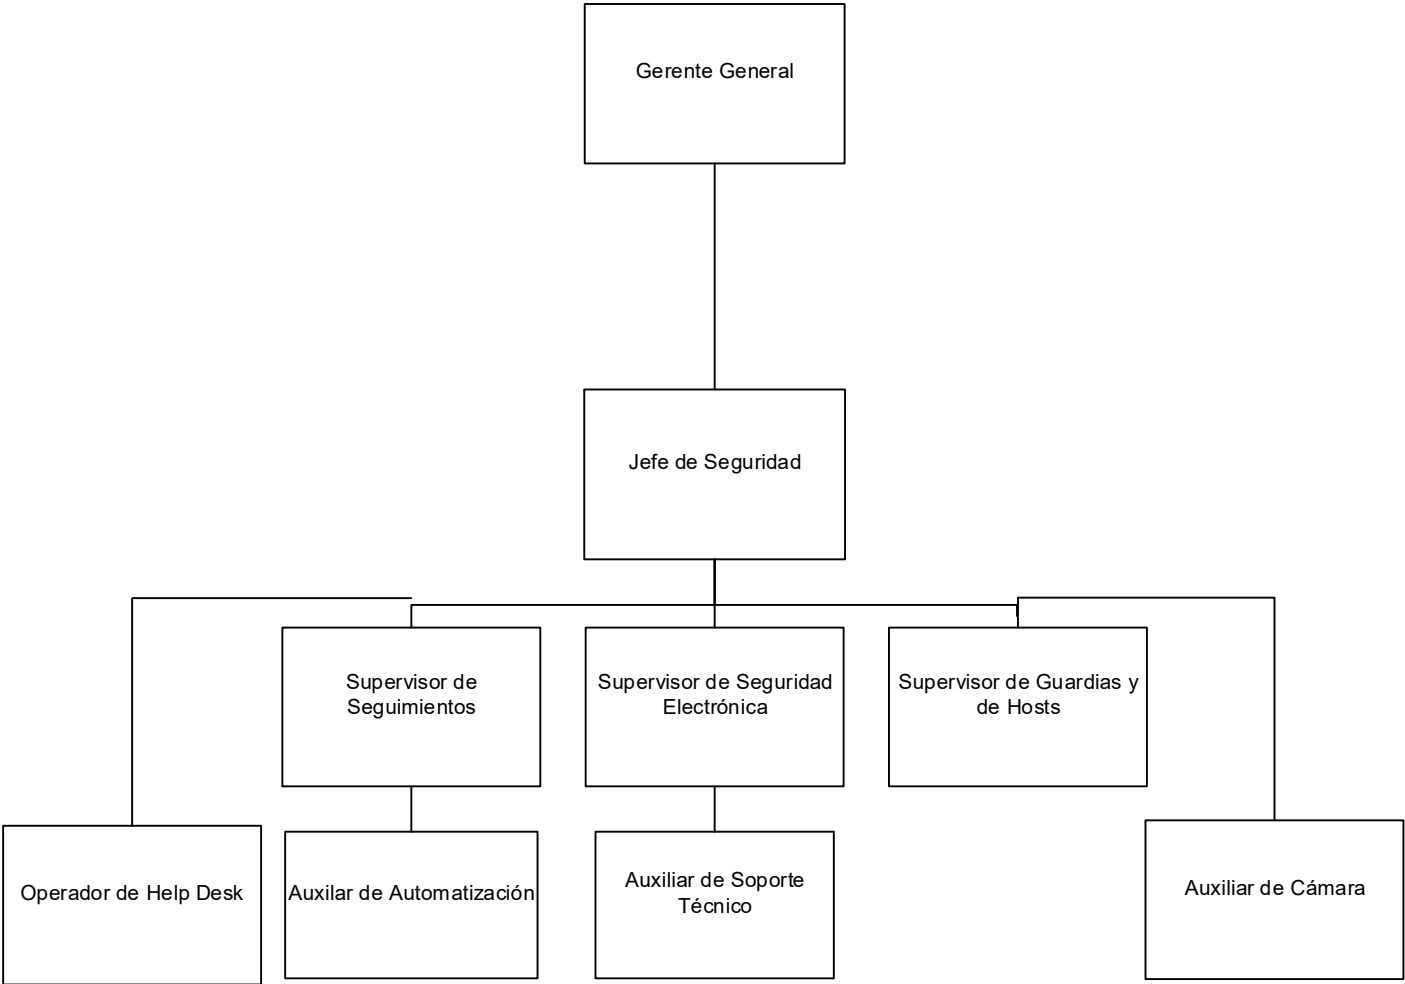 Gerente General
Jefe de Seguridad
Supervisor de
Seguimientos
Supervisor de Seguridad
Electrónica
Supervisor de Guardias y
de Hosts
Operador de Help Desk
Auxilar de Automatización
Auxiliar de Soporte
Técnico
Auxiliar de Cámara